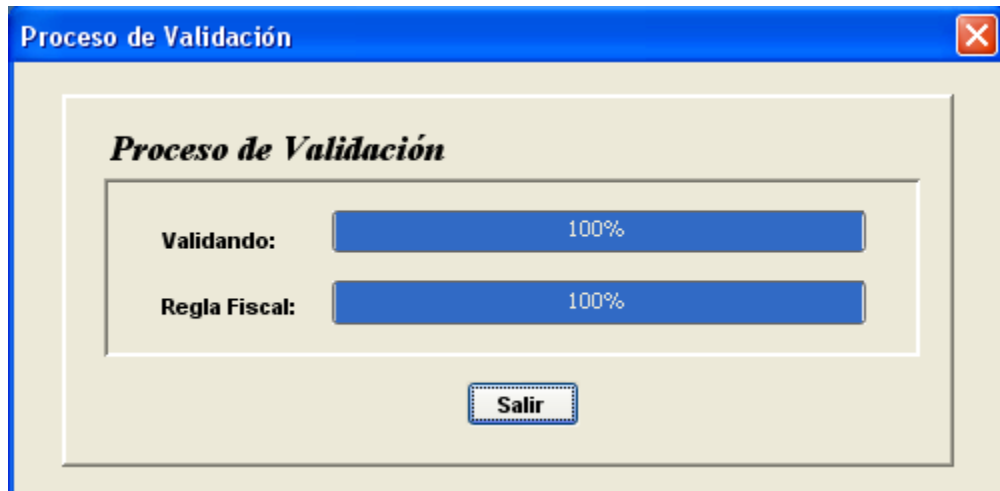 Proceso de Validación
Proceso de Validación
Validando: 100%
Regla Fiscal: 100%
Salir